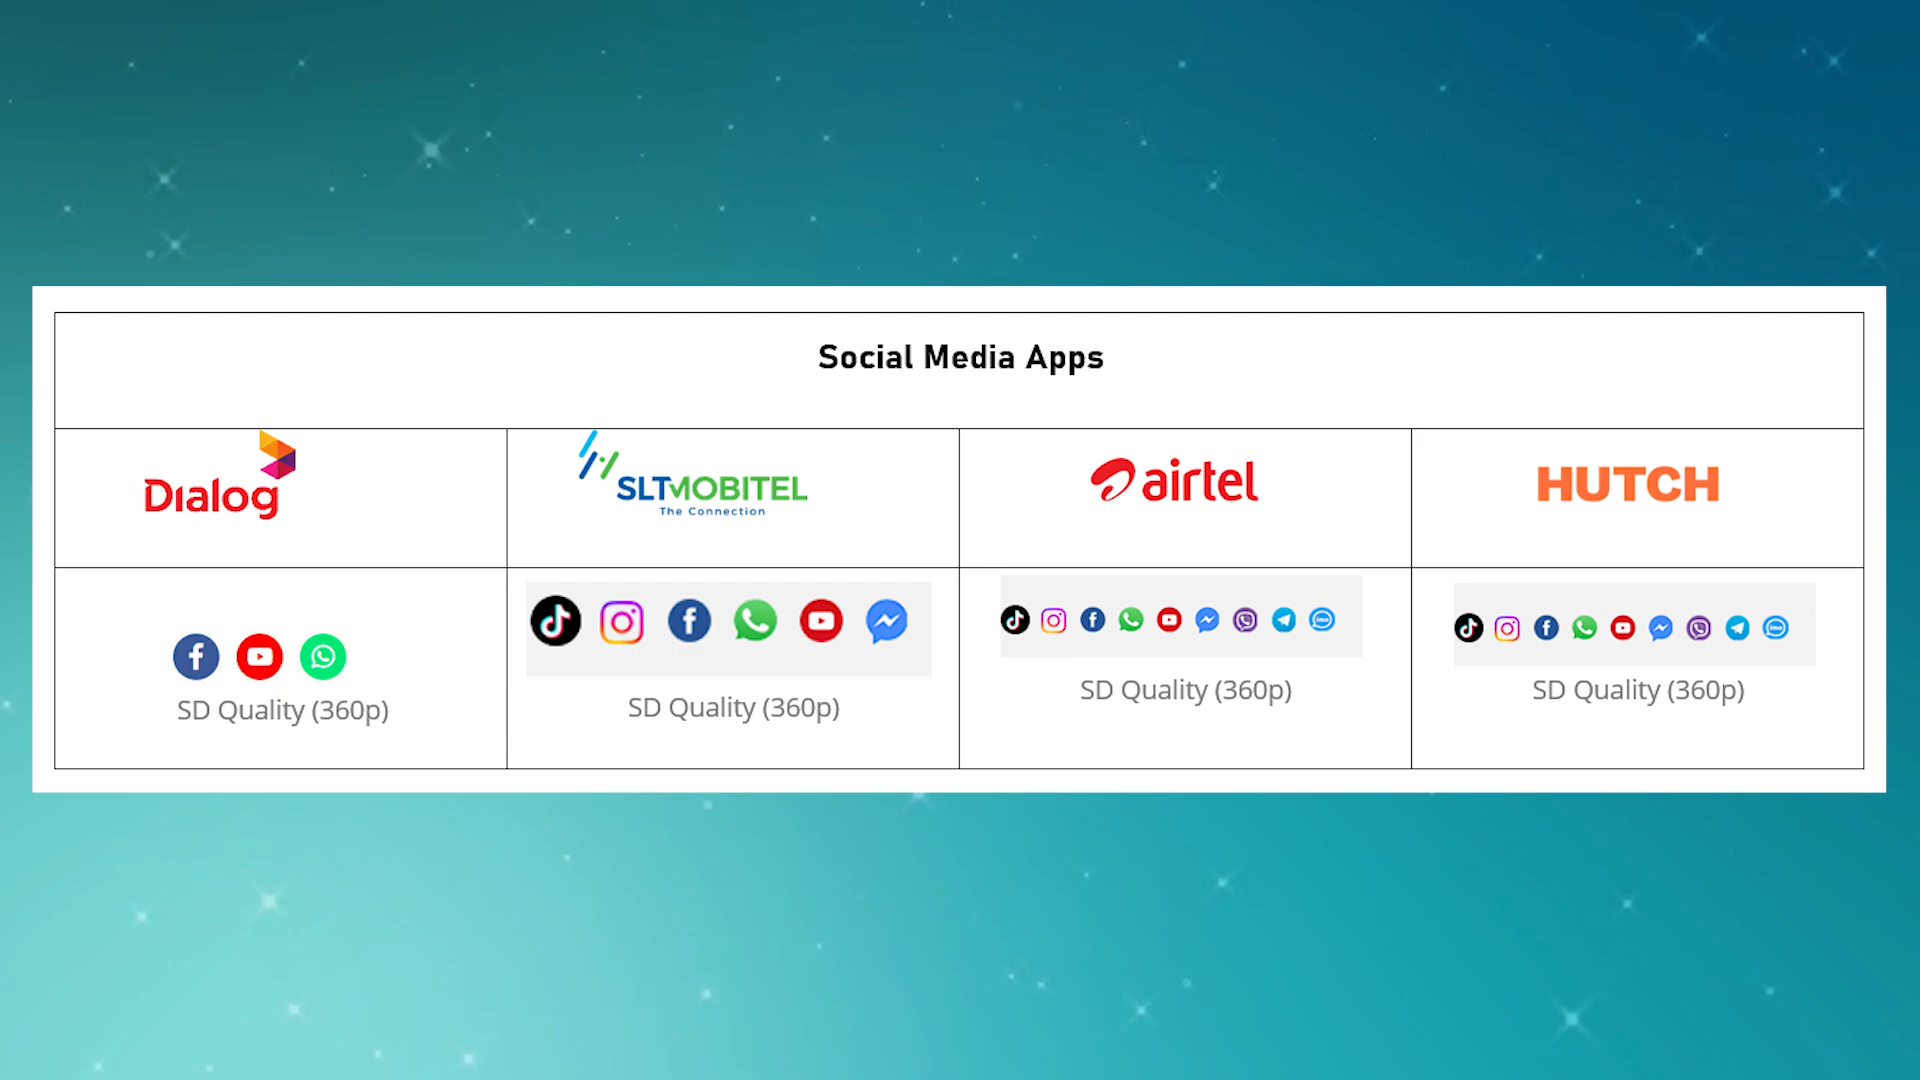 Social Media Apps
Dialog
SLTMOBITEL
The Connection
airtel
HUTCH
SD Quality (360p)
SD Quality (360p)
SD Quality (360p)
SD Quality (360p)